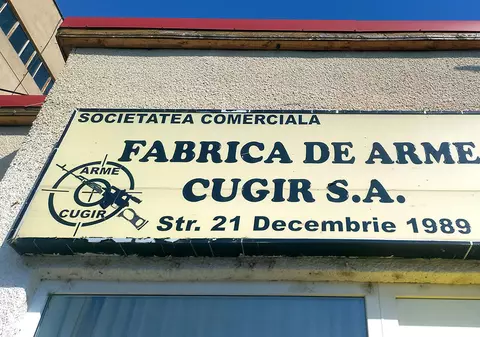 SOCIETATEA COMERCIALA
FABRICA DE ARME
CUGIR S.A.
Str. 21 Decembrie 1989
ARME
CUGIR